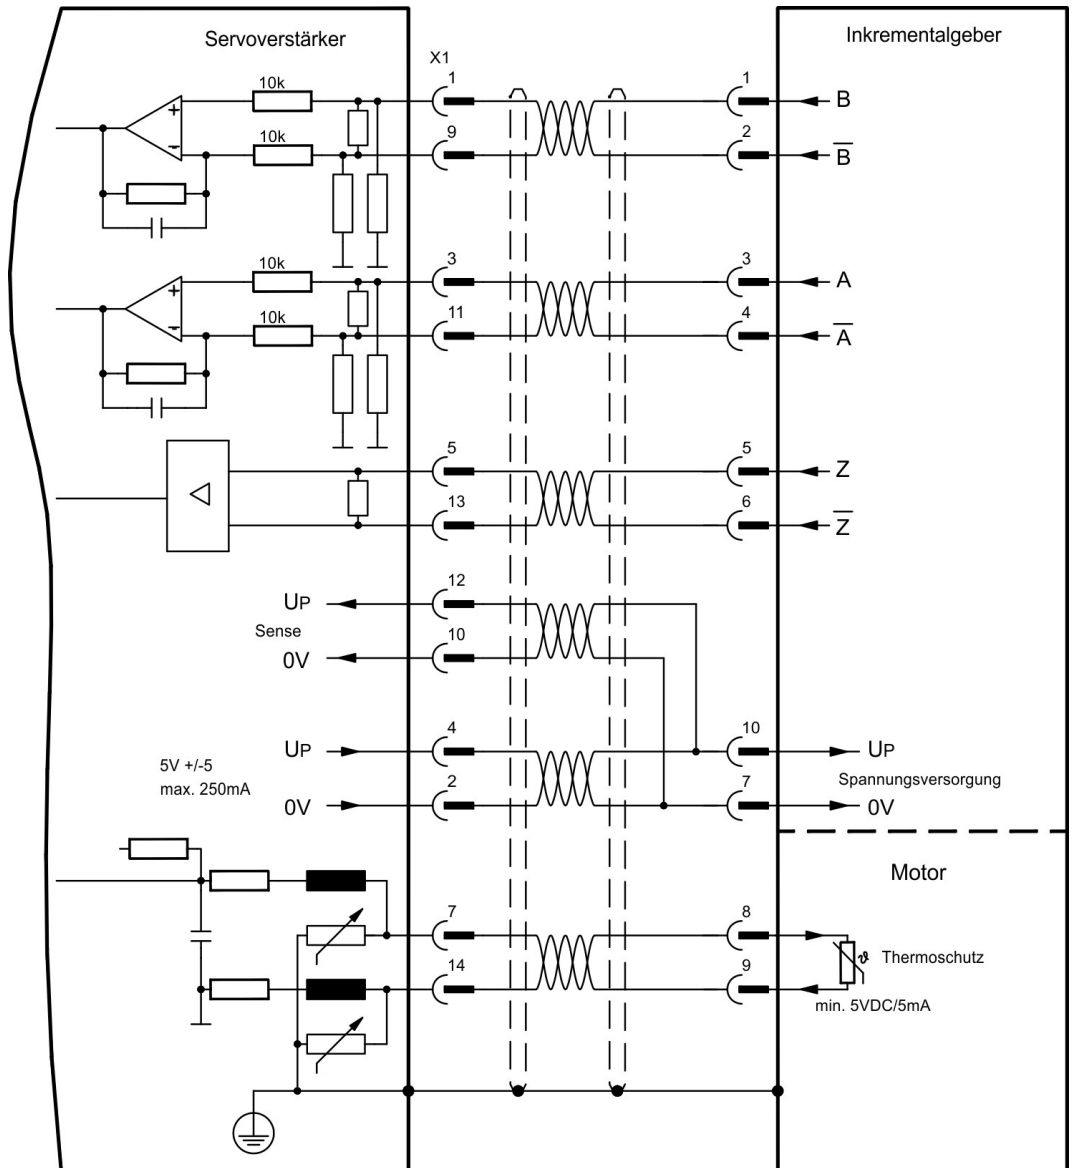 Servoverstärker
Inkrementalgeber
X1
10k
1
1
B
10k
9
2
B̅
10k
3
3
A
10k
11
4
A̅
5
5
Z
13
6
Z̅
12
UP
Sense
10
0V
4
10
UP
UP
5V +/-5
max. 250mA
Spannungsversorgung
2
7
0V
0V
Motor
7
8
14
9
ϑ Thermoschutz
min. 5VDC/5mA
+
-
+
-